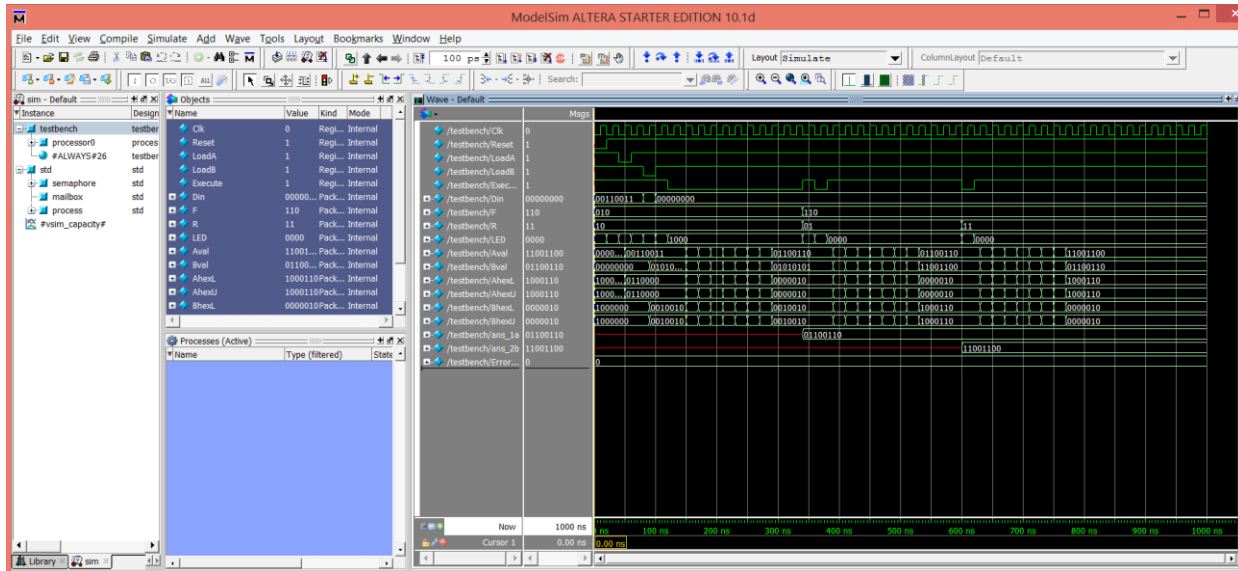 ModelSim ALTERA STARTER EDITION 10.1d
File Edit View Compile Simulate Add Wave Tools Layout Bookmarks Window Help
100 ps
Layout Simulate
ColumnLayout Default
Search:
sim - Default
Instance Design
testbench testber
processor0 proces
#ALWAYS#26 testber
std std
semaphore std
mailbox std
process std
#vsim_capacity#
Library sim
Objects
Name Value Kind Mode
Clk 0 Regi... Internal
Reset 1 Regi... Internal
LoadA 1 Regi... Internal
LoadB 1 Regi... Internal
Execute 1 Regi... Internal
Din 00000... Pack... Internal
F 110 Pack... Internal
R 11 Pack... Internal
LED 0000 Pack... Internal
Aval 11001... Pack... Internal
Bval 01100... Pack... Internal
AhexL 1000110 Pack... Internal
AhexU 1000110 Pack... Internal
BhexL 0000010 Pack... Internal
Processes (Active)
Name Type (filtered) State
Wave - Default
Msgs
/testbench/Clk 0
/testbench/Reset 1
/testbench/LoadA 1
/testbench/LoadB 1
/testbench/Exec... 1
/testbench/Din 00000000 00110011 00000000
/testbench/F 110 010 110
/testbench/R 11 10 01 11
/testbench/LED 0000 1000 0000 0000
/testbench/Aval 11001100 0000... 00110011 01100110 01100110 11001100
/testbench/Bval 01100110 00000000 01010... 01010101 11001100 01100110
/testbench/AhexL 1000110 1000... 0110000 0000010 0000010 1000110
/testbench/AhexU 1000110 1000... 0110000 0000010 0000010 1000110
/testbench/BhexL 0000010 1000000 0010010 0010010 1000110 0000010
/testbench/BhexU 0000010 1000000 0010010 0010010 1000110 0000010
/testbench/ans_1a 01100110 01100110
/testbench/ans_2b 11001100 11001100
/testbench/Error... 0 0
Now 1000 ns
Cursor 1 0.00 ns
ns 100 ns 200 ns 300 ns 400 ns 500 ns 600 ns 700 ns 800 ns 900 ns 1000 ns
0.00 ns